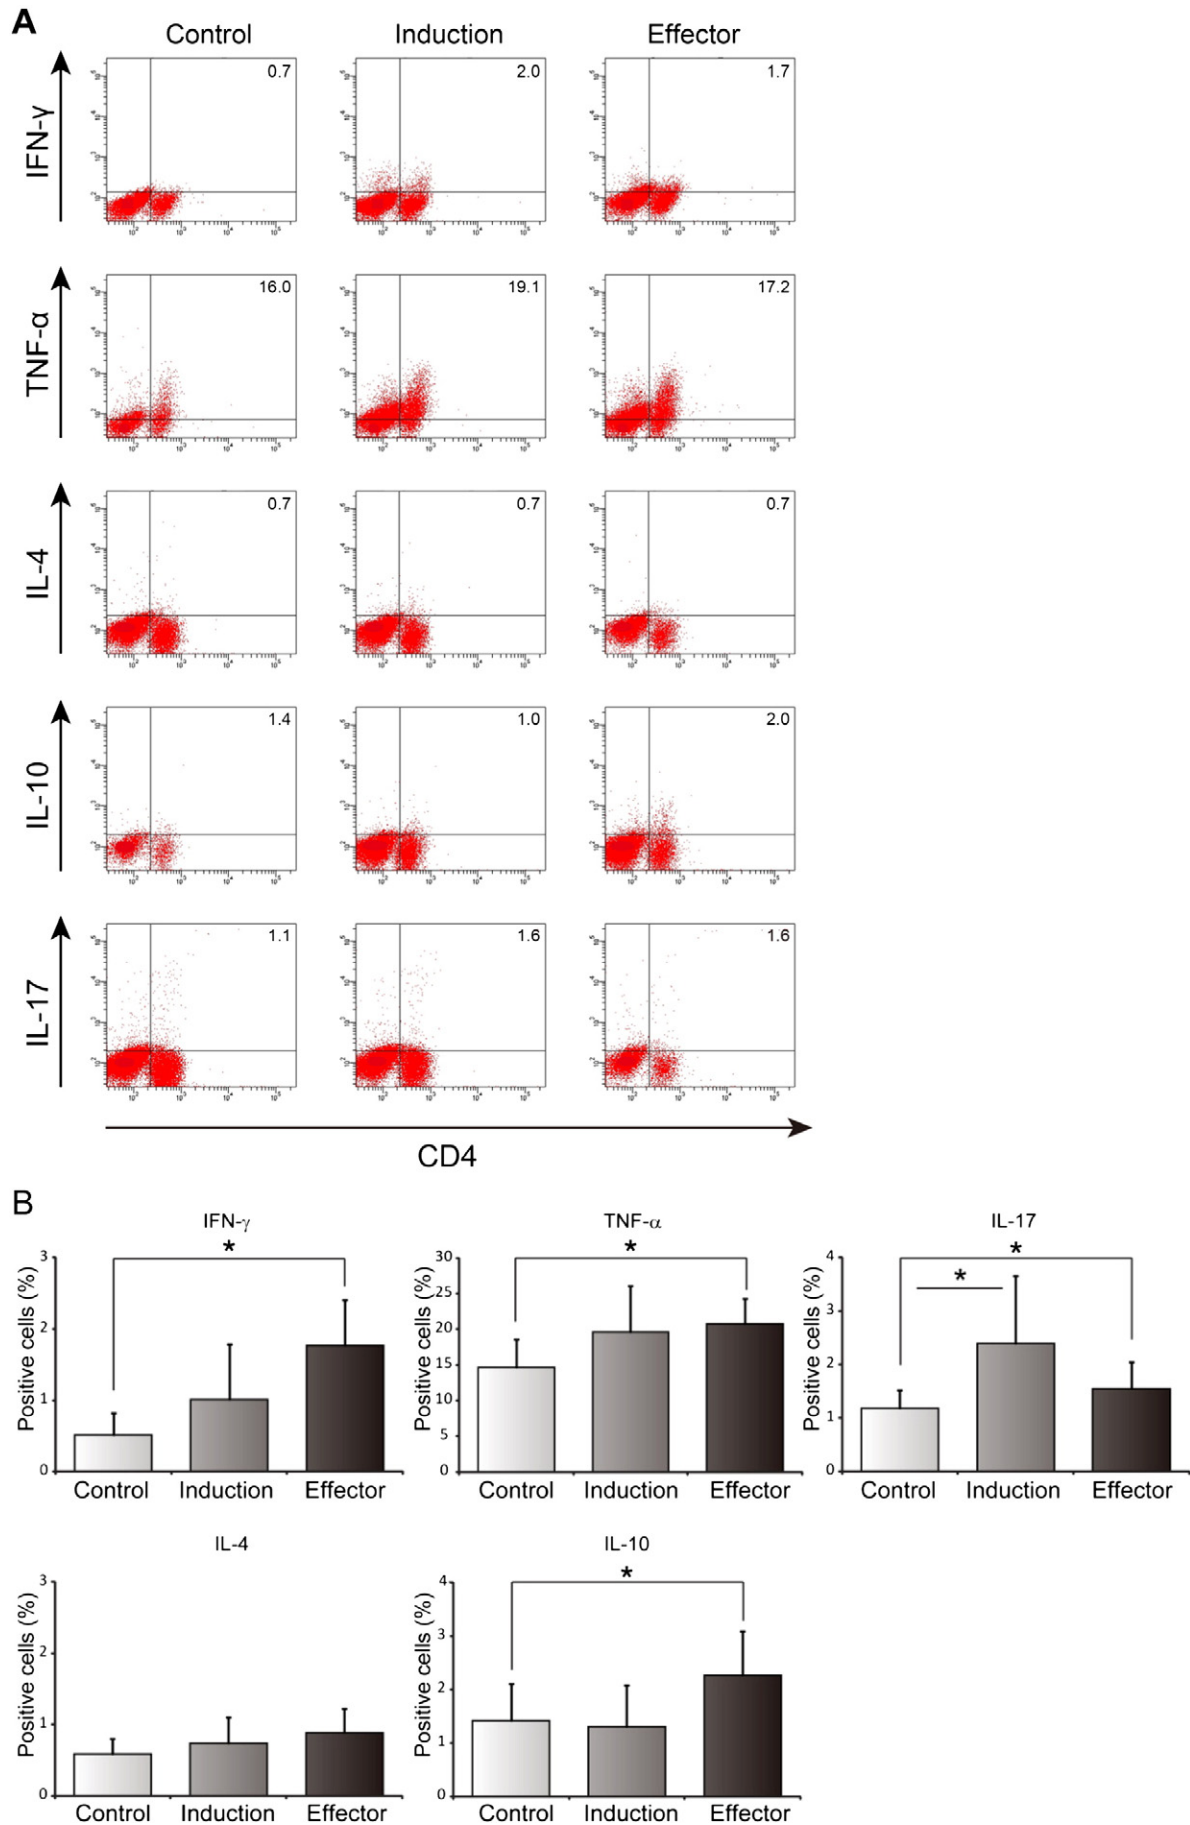 A
Control Induction Effector
IFN-γ
0.7 2.0 1.7
TNF-α
16.0 19.1 17.2
IL-4
0.7 0.7 0.7
IL-10
1.4 1.0 2.0
IL-17
1.1 1.6 1.6
CD4
B
IFN-γ
*
Positive cells (%)
3
2
1
0
Control Induction Effector
TNF-α
*
Positive cells (%)
30
25
20
15
10
5
0
Control Induction Effector
IL-17
*
*
Positive cells (%)
4
3
2
1
0
Control Induction Effector
IL-4
Positive cells (%)
3
2
1
0
Control Induction Effector
IL-10
*
Positive cells (%)
4
3
2
1
0
Control Induction Effector